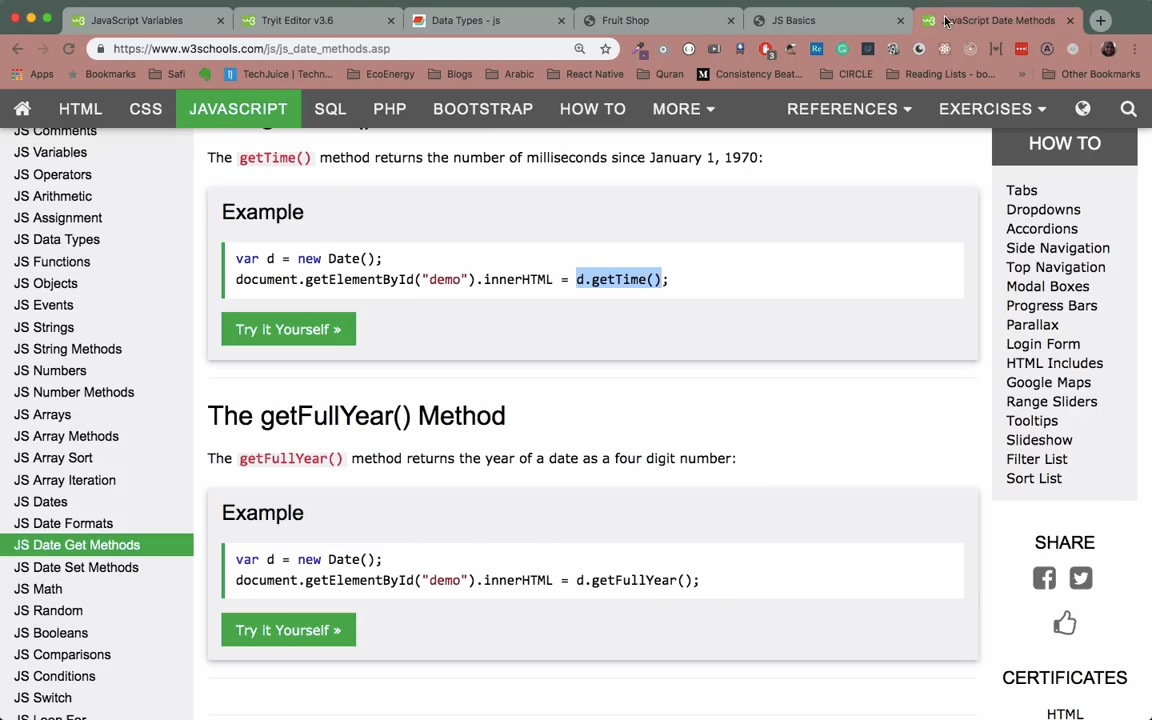 JavaScript Variables
Tryit Editor v3.6
Data Types - js
Fruit Shop
JS Basics
JavaScript Date Methods
https://www.w3schools.com/js/js_date_methods.asp
Apps
Bookmarks
Safi
TechJuice | Techn...
EcoEnergy
Blogs
Arabic
React Native
Quran
Consistency Beat...
CIRCLE
Reading Lists - bo...
»
Other Bookmarks
HTML
CSS
JAVASCRIPT
SQL
PHP
BOOTSTRAP
HOW TO
MORE
REFERENCES
EXERCISES
JS Comments
JS Variables
JS Operators
JS Arithmetic
JS Assignment
JS Data Types
JS Functions
JS Objects
JS Events
JS Strings
JS String Methods
JS Numbers
JS Number Methods
JS Arrays
JS Array Methods
JS Array Sort
JS Array Iteration
JS Dates
JS Date Formats
JS Date Get Methods
JS Date Set Methods
JS Math
JS Random
JS Booleans
JS Comparisons
JS Conditions
JS Switch
JS Loop For
The getTime() method returns the number of milliseconds since January 1, 1970:
Example
var d = new Date();
document.getElementById("demo").innerHTML = d.getTime();
Try it Yourself »
The getFullYear() Method
The getFullYear() method returns the year of a date as a four digit number:
Example
var d = new Date();
document.getElementById("demo").innerHTML = d.getFullYear();
Try it Yourself »
HOW TO
Tabs
Dropdowns
Accordions
Side Navigation
Top Navigation
Modal Boxes
Progress Bars
Parallax
Login Form
HTML Includes
Google Maps
Range Sliders
Tooltips
Slideshow
Filter List
Sort List
SHARE
CERTIFICATES
HTML